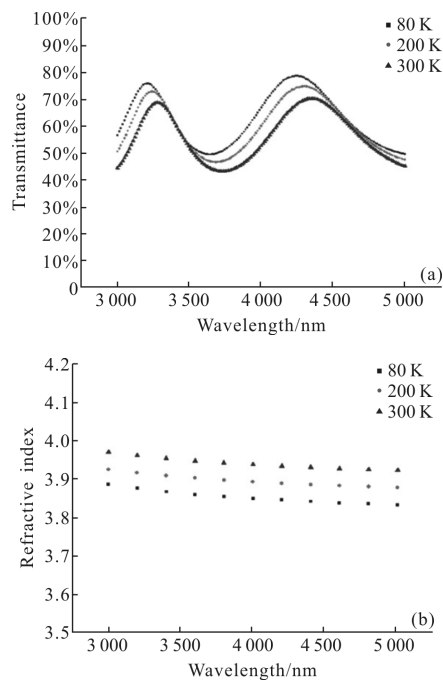 100%
90%
80%
70%
60%
50%
40%
30%
20%
10%
0
Transmittance
80 K
200 K
300 K
(a)
3 000 3 500 4 000 4 500 5 000
Wavelength/nm
4.2
4.1
4.0
3.9
3.8
3.7
3.6
3.5
Refractive index
80 K
200 K
300 K
(b)
3 000 3 500 4 000 4 500 5 000
Wavelength/nm